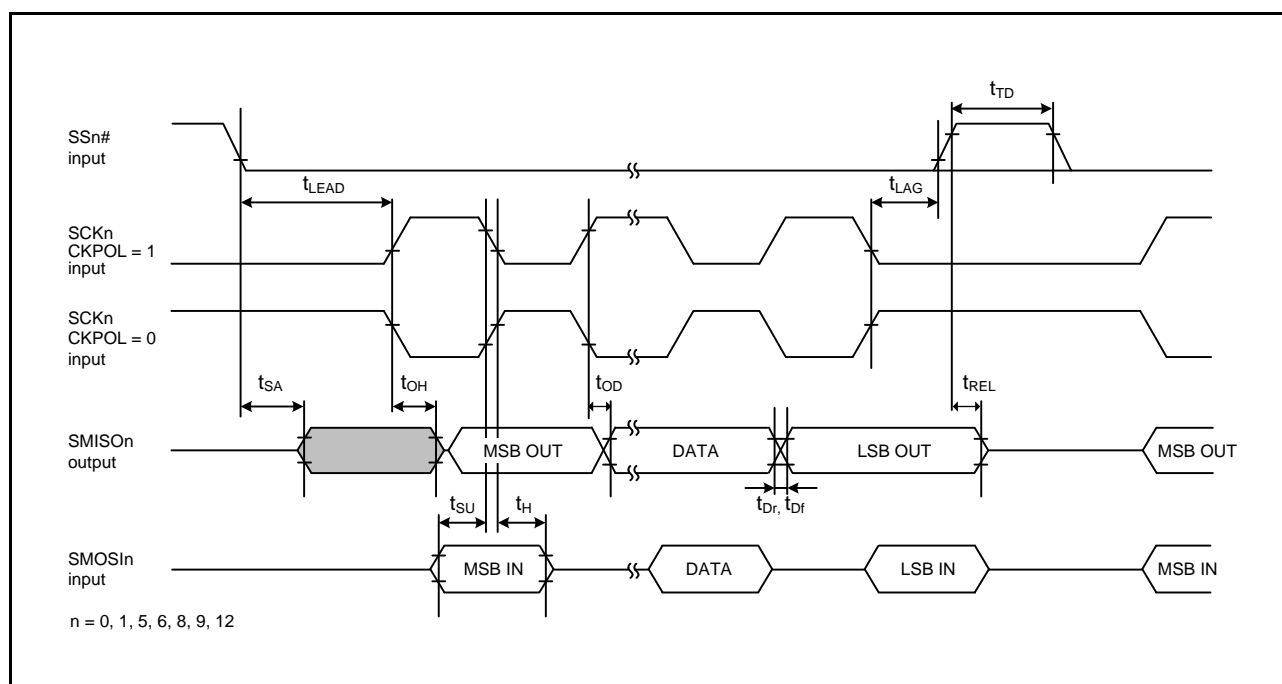 tTD
SSn#
input
tLEAD
tLAG
SCKn
CKPOL = 1
input
SCKn
CKPOL = 0
input
tSA
tOH
tOD
tREL
SMISOn
output
MSB OUT
DATA
LSB OUT
MSB OUT
tSU
tH
tDr, tDf
SMOSIn
input
MSB IN
DATA
LSB IN
MSB IN
n = 0, 1, 5, 6, 8, 9, 12